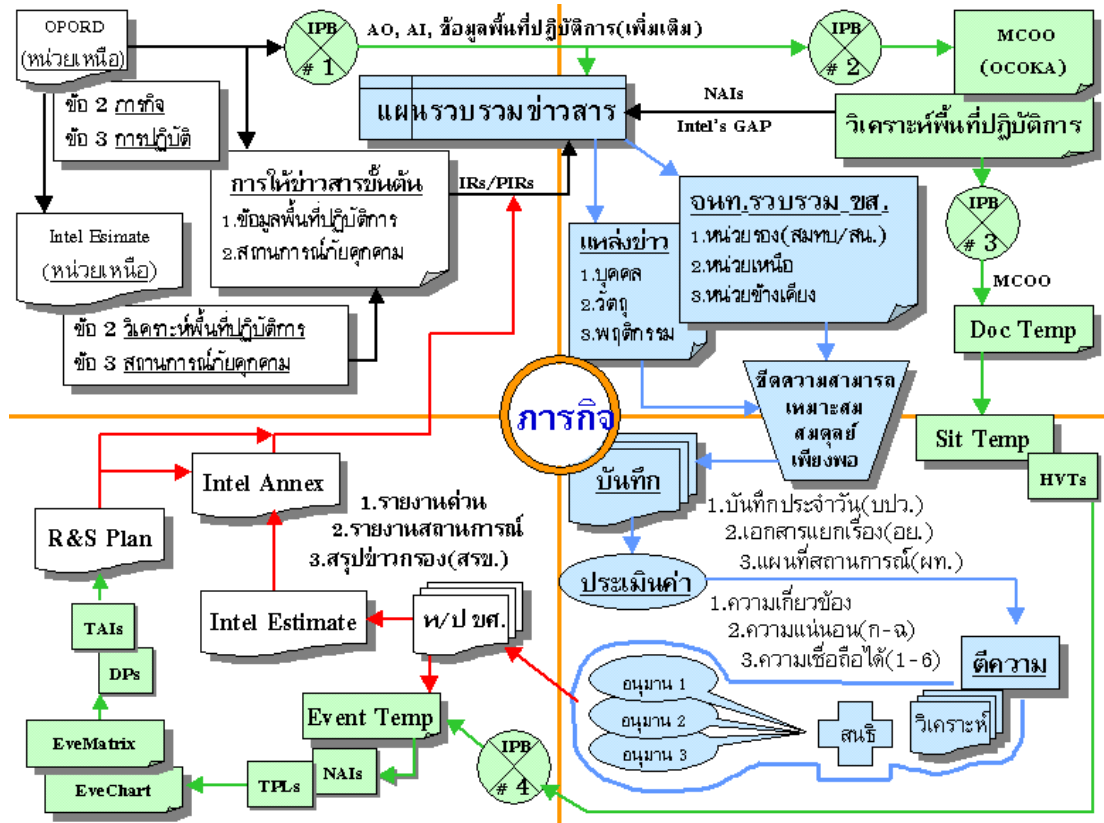 OPORD
(หน่วยเหนือ)
ข้อ 2 ภารกิจ
ข้อ 3 การปฏิบัติ
IPB
# 1
AO, AI, ข้อมูลพื้นที่ปฏิบัติการ(เพิ่มเติม)
IPB
# 2
MCOO
(OCOKA)
แผนรวบรวมข่าวสาร
NAIs
Intel's GAP
วิเคราะห์พื้นที่ปฏิบัติการ
การให้ข่าวสารขั้นต้น
1.ข้อมูลพื้นที่ปฏิบัติการ
2.สถานการณ์ภัยคุกคาม
IRs/PIRs
Intel Esimate
(หน่วยเหนือ)
ข้อ 2 วิเคราะห์พื้นที่ปฏิบัติการ
ข้อ 3 สถานการณ์ภัยคุกคาม
แหล่งข่าว
1.บุคคล
2.วัตถุ
3.พฤติกรรม
จนท.รวบรวม ขส.
1.หน่วยรอง(สมทบ/สน.)
2.หน่วยเหนือ
3.หน่วยข้างเคียง
IPB
# 3
MCOO
Doc Temp
ขีดความสามารถ
เหมาะสม
สมดุลย์
เพียงพอ
ภารกิจ
Sit Temp
HVTs
บันทึก
1.บันทึกประจำวัน(บปว.)
2.เอกสารแยกเรื่อง(อย.)
3.แผนที่สถานการณ์(ผท.)
ประเมินค่า
1.ความเกี่ยวข้อง
2.ความแน่นอน(ก-ฉ)
3.ความเชื่อถือได้(1-6)
ตีความ
วิเคราะห์
สนธิ
อนุมาน 1
อนุมาน 2
อนุมาน 3
Intel Annex
R&S Plan
1.รายงานด่วน
2.รายงานสถานการณ์
3.สรุปข่าวกรอง(สรข.)
Intel Estimate
ท/ป ขศ.
TAIs
DPs
Event Temp
IPB
# 4
EveMatrix
EveChart
TPLs
NAIs